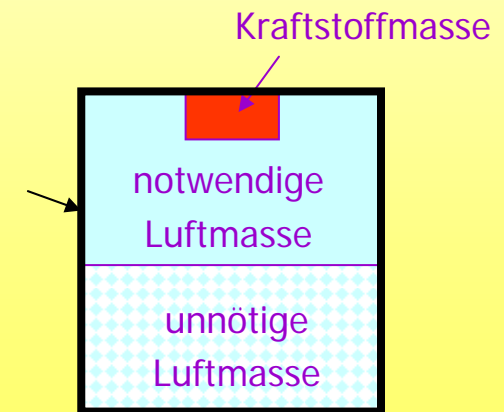 Kraftstoffmasse
notwendige
Luftmasse
unnötige
Luftmasse